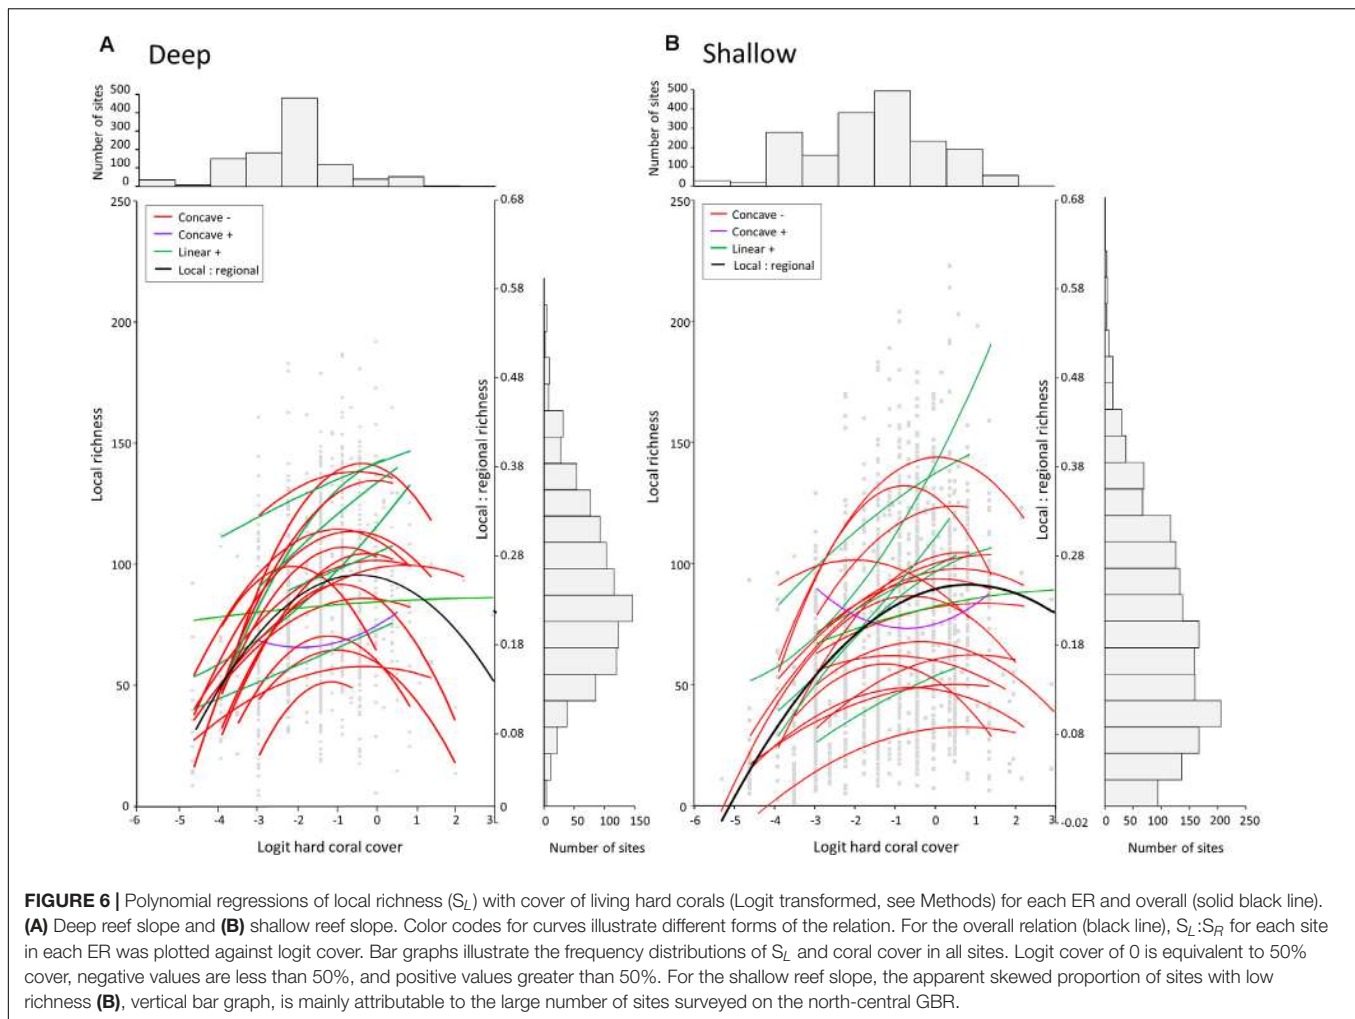 A Deep
Number of sites
500
400
300
200
100
0
Concave -
Concave +
Linear +
Local : regional
250
200
150
100
50
0
Local richness
-6 -5 -4 -3 -2 -1 0 1 2 3
Logit hard coral cover
0.68
0.58
0.48
0.38
0.28
0.18
0.08
0
Local : regional richness
0 50 100 150
Number of sites
B Shallow
Number of sites
500
400
300
200
100
0
Concave -
Concave +
Linear +
Local : regional
250
200
150
100
50
0
Local richness
-6 -5 -4 -3 -2 -1 0 1 2 3
Logit hard coral cover
0.68
0.58
0.48
0.38
0.28
0.18
0.08
-0.02
Local : regional richness
0 50 100 150 200 250
Number of sites
FIGURE 6 | Polynomial regressions of local richness (SL) with cover of living hard corals (Logit transformed, see Methods) for each ER and overall (solid black line).
(A) Deep reef slope and (B) shallow reef slope. Color codes for curves illustrate different forms of the relation. For the overall relation (black line), SL:SR for each site
in each ER was plotted against logit cover. Bar graphs illustrate the frequency distributions of SL and coral cover in all sites. Logit cover of 0 is equivalent to 50%
cover, negative values are less than 50%, and positive values greater than 50%. For the shallow reef slope, the apparent skewed proportion of sites with low
richness (B), vertical bar graph, is mainly attributable to the large number of sites surveyed on the north-central GBR.